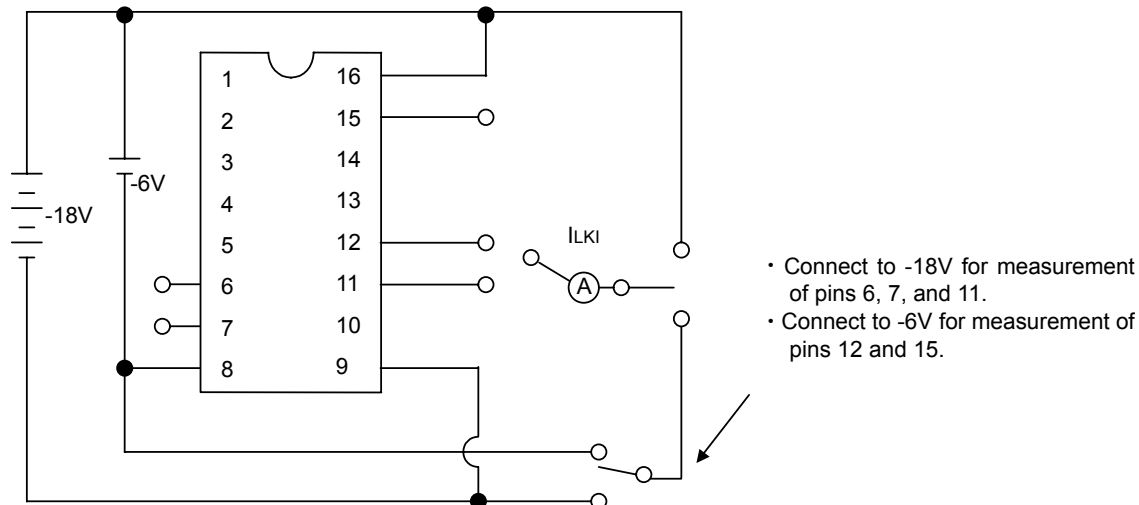 1 16
2 15
3 14
4 13
5 12
6 11
7 10
8 9
-6V
-18V
ILKI
A
・Connect to -18V for measurement
of pins 6, 7, and 11.
・Connect to -6V for measurement of
pins 12 and 15.